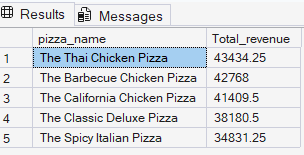 Results Messages
pizza_name Total_revenue
1 The Thai Chicken Pizza 43434.25
2 The Barbecue Chicken Pizza 42768
3 The California Chicken Pizza 41409.5
4 The Classic Deluxe Pizza 38180.5
5 The Spicy Italian Pizza 34831.25